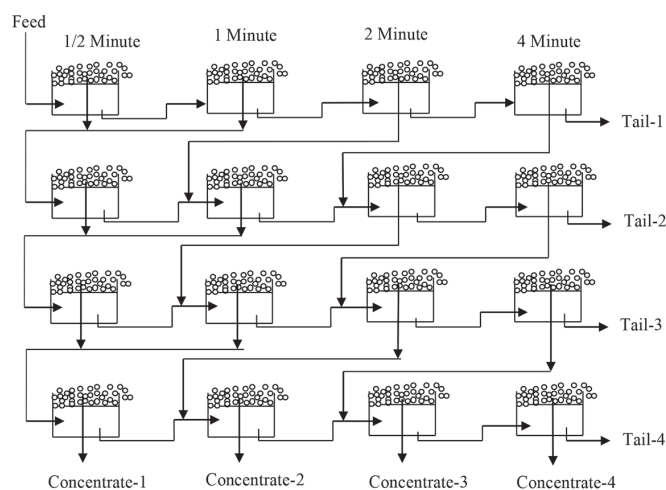 Feed
1/2 Minute
1 Minute
2 Minute
4 Minute
Tail-1
Tail-2
Tail-3
Tail-4
Concentrate-1
Concentrate-2
Concentrate-3
Concentrate-4